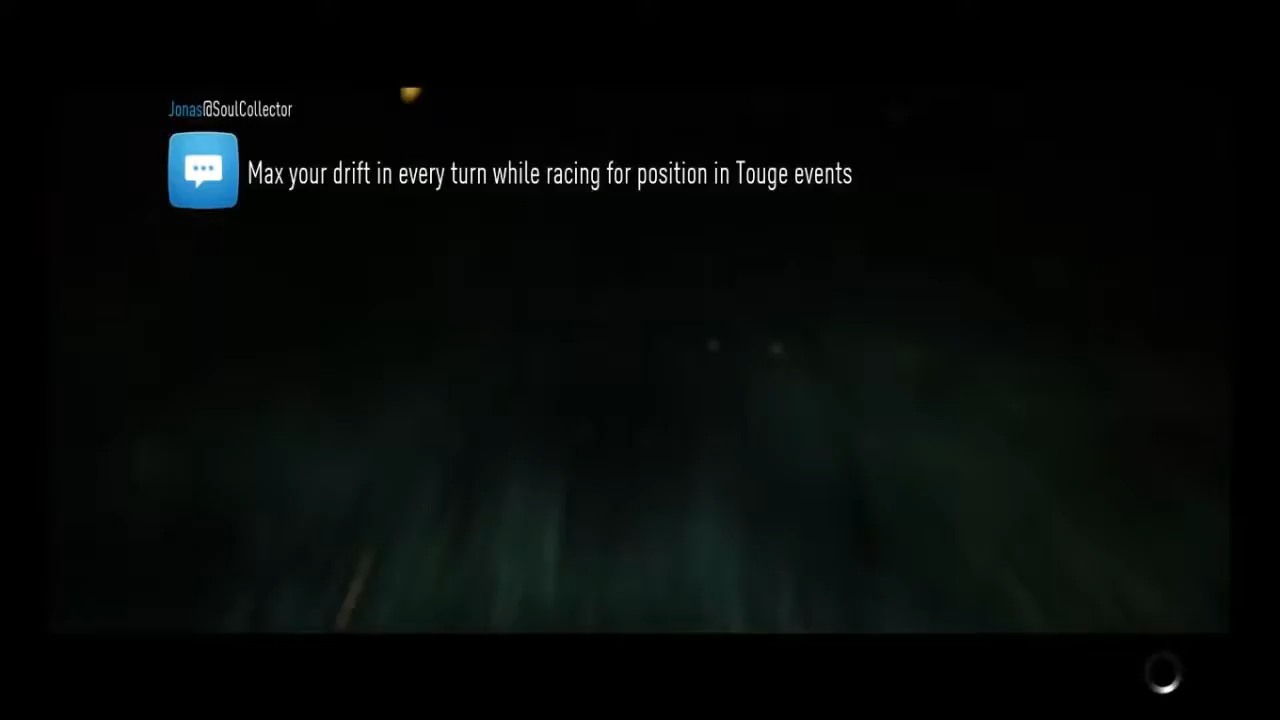 Jonas@SoulCollector
Max your drift in every turn while racing for position in Touge events